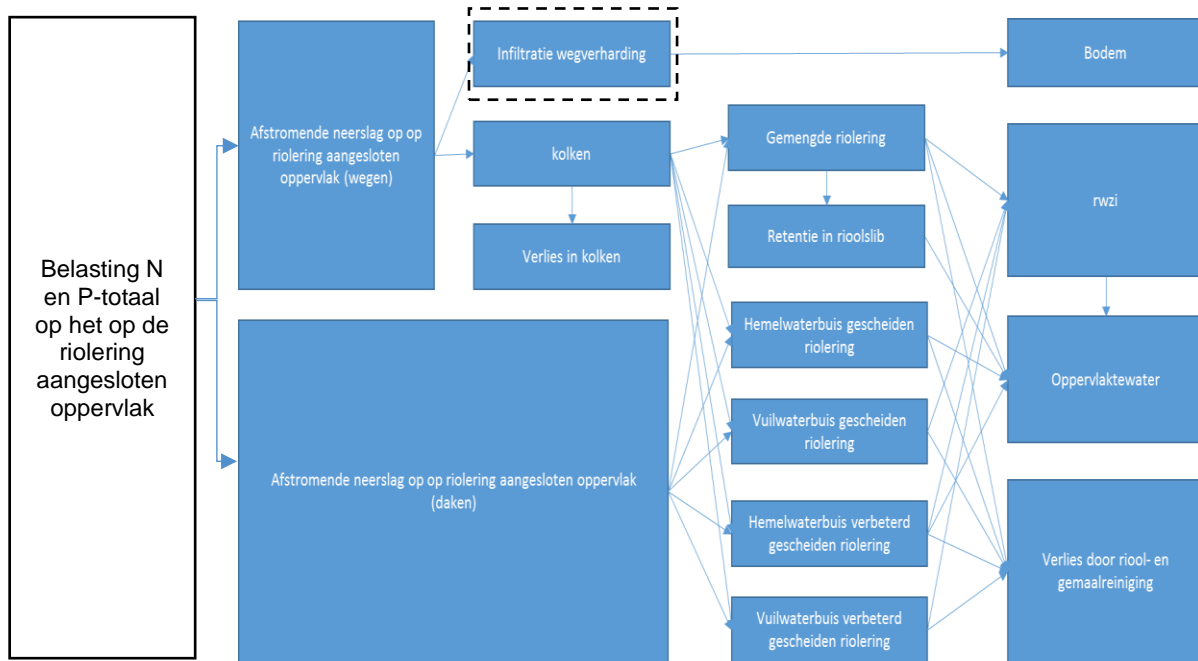 Belasting N
en P-totaal
op het op de
riolering
aangesloten
oppervlak
Afstromende neerslag op op
riolering aangesloten
oppervlak (wegen)
Afstromende neerslag op op riolering aangesloten oppervlak
(daken)
Infiltratie wegverharding
kolken
Verlies in kolken
Gemengde riolering
Retentie in rioolslib
Hemelwaterbuis gescheiden
riolering
Vuilwaterbuis gescheiden
riolering
Hemelwaterbuis verbeterd
gescheiden riolering
Vuilwaterbuis verbeterd
gescheiden riolering
Bodem
rwzi
Oppervlaktewater
Verlies door riool- en
gemaalreiniging